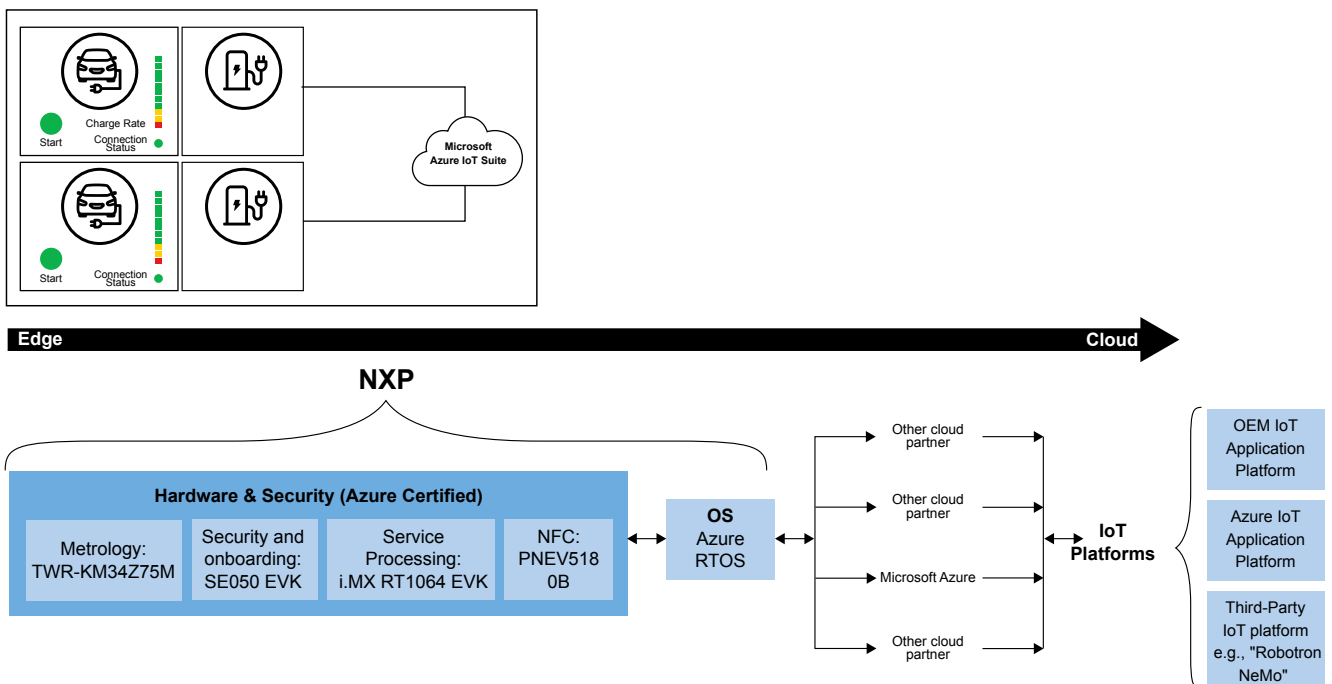 Charge Rate
Start
Connection
Status
Microsoft
Azure IoT Suite
Start
Connection
Status
Edge
Cloud
NXP
Hardware & Security (Azure Certified)
Metrology:
TWR-KM34Z75M
Security and
onboarding:
SE050 EVK
Service
Processing:
i.MX RT1064 EVK
NFC:
PNEV518
0B
OS
Azure
RTOS
Other cloud
partner
Other cloud
partner
Microsoft Azure
Other cloud
partner
IoT
Platforms
OEM IoT
Application
Platform
Azure IoT
Application
Platform
Third-Party
IoT platform
e.g., "Robotron
NeMo"